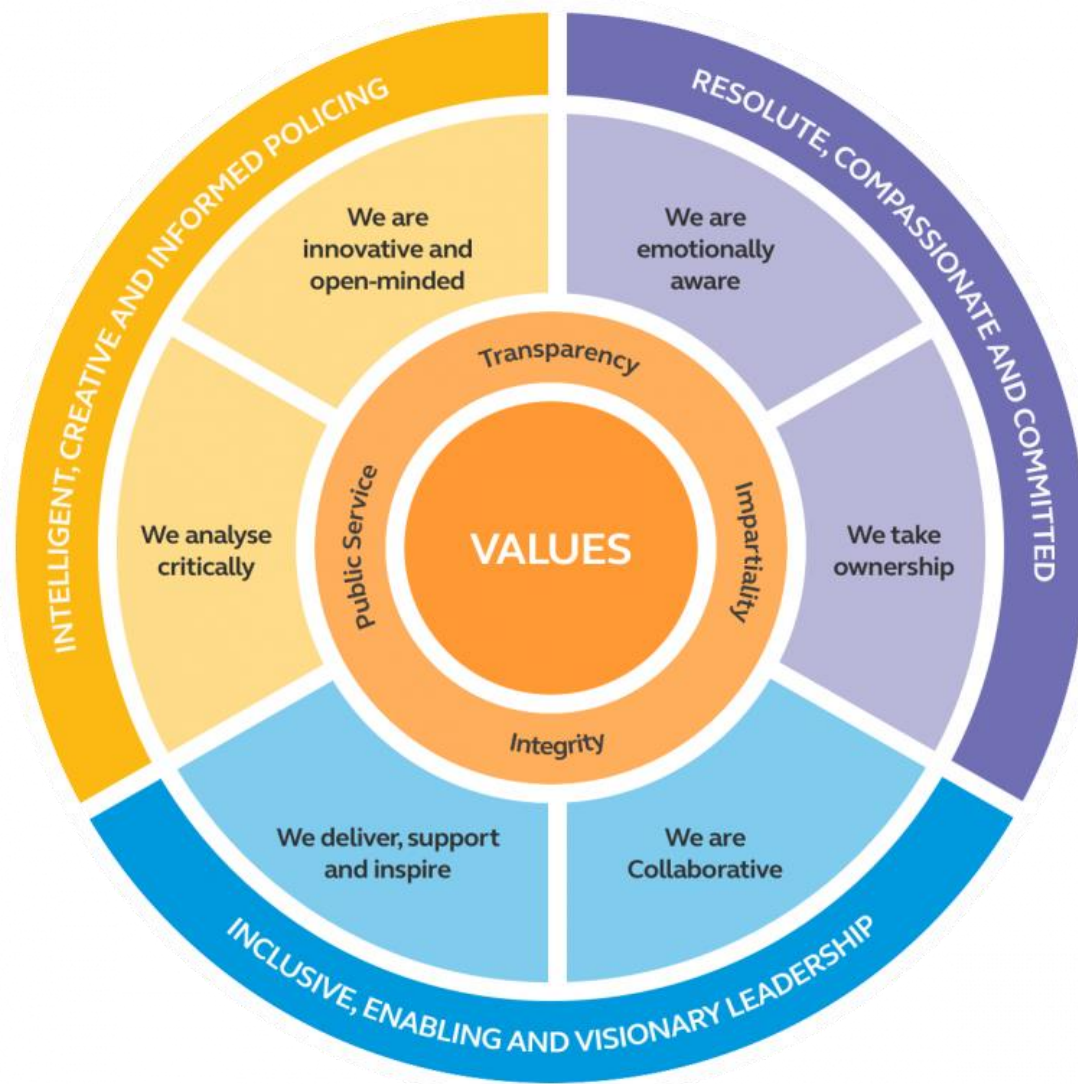 INTELLIGENT, CREATIVE AND INFORMED POLICING
RESOLUTE, COMPASSIONATE AND COMMITTED
We are
innovative and
open-minded
We are
emotionally
aware
Transparency
Public Service
VALUES
Impartiality
We analyse
critically
We take
ownership
Integrity
We deliver, support
and inspire
We are
Collaborative
INCLUSIVE, ENABLING AND VISIONARY LEADERSHIP